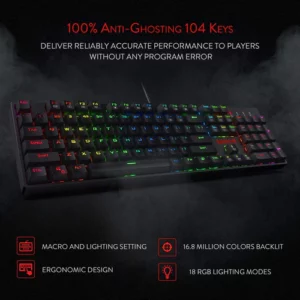 100% Anti-Ghosting 104 Keys
DELIVER RELIABLY ACCURATE PERFORMANCE TO PLAYERS
WITHOUT ANY PROGRAM ERROR
MACRO AND LIGHTING SETTING
16.8 MILLION COLORS BACKLIT
ERGONOMIC DESIGN
18 RGB LIGHTING MODES